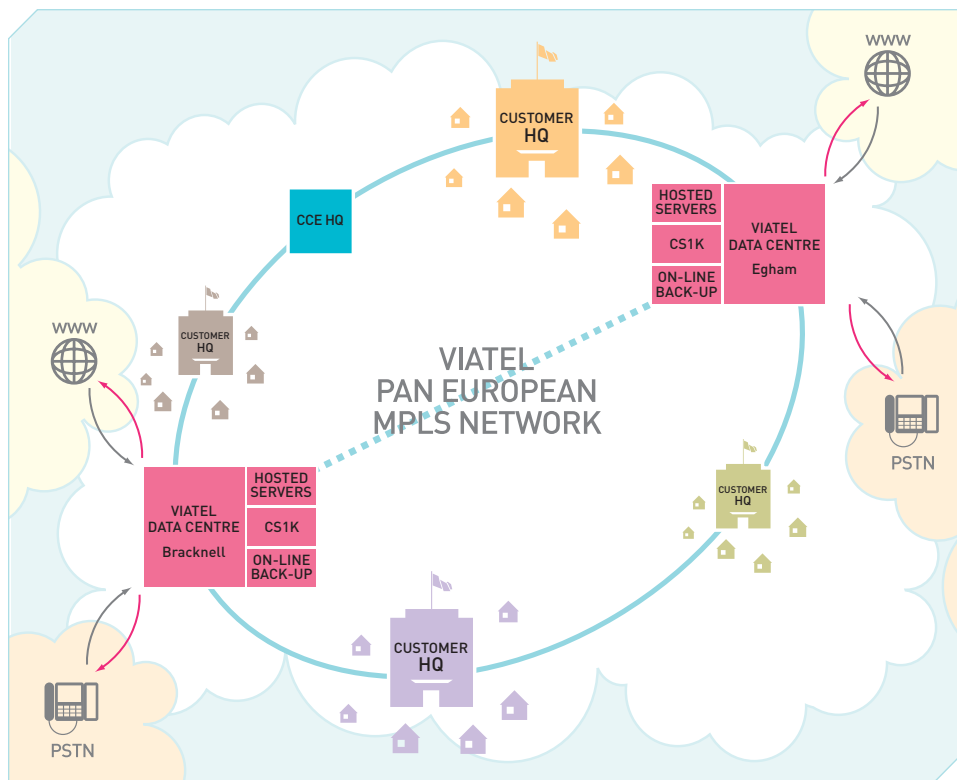 WWW
CUSTOMER
HQ
HOSTED
SERVERS
CS1K
ON-LINE
BACK-UP
VIATEL
DATA CENTRE
Egham
CCE HQ
CUSTOMER
HQ
WWW
VIATEL
PAN EUROPEAN
MPLS NETWORK
PSTN
CUSTOMER
HQ
VIATEL
DATA CENTRE
Bracknell
HOSTED
SERVERS
CS1K
ON-LINE
BACK-UP
CUSTOMER
HQ
PSTN